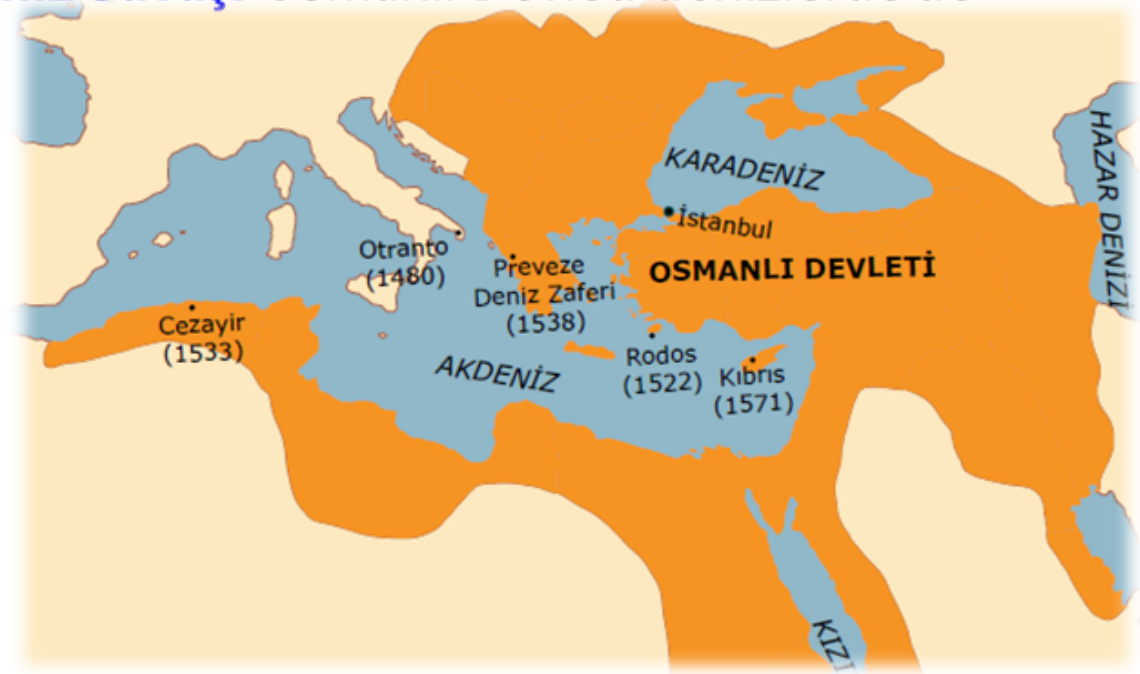 KARADENİZ
HAZAR DENİZİ
İstanbul
Otranto
(1480)
Preveze
Deniz Zaferi
(1538)
OSMANLI DEVLETİ
Cezayir
(1533)
AKDENİZ
Rodos
(1522)
Kıbrıs
(1571)